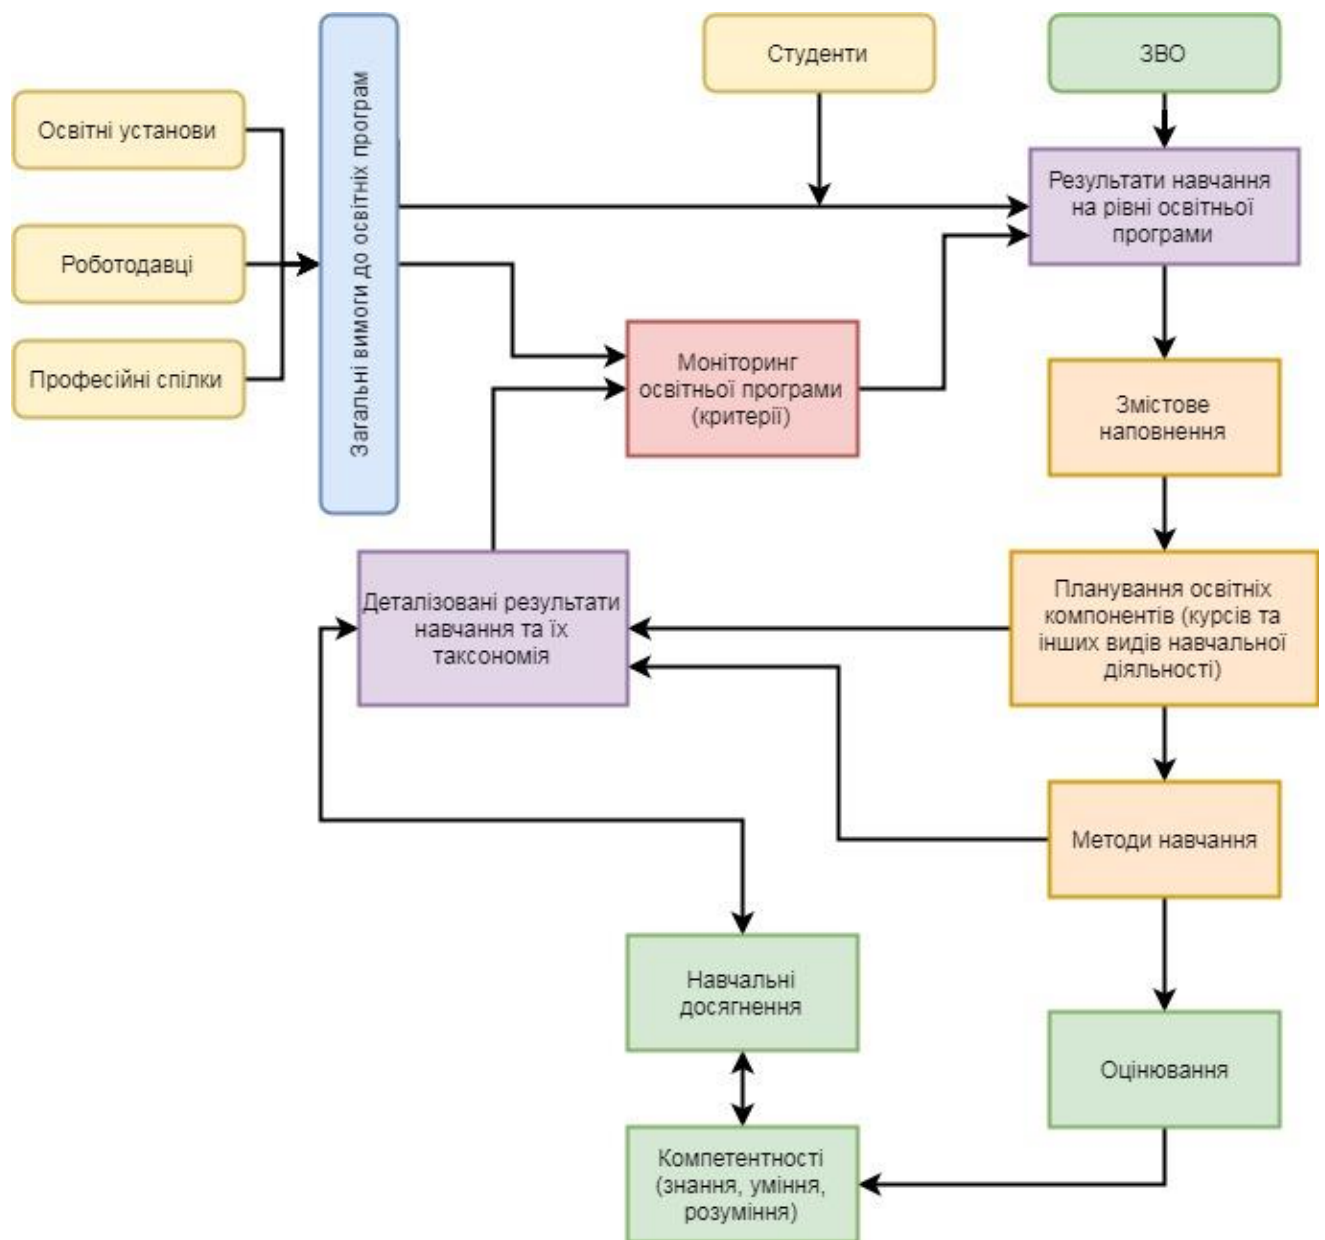 Студенти
ЗВО
Освітні установи
Роботодавці
Професійні спілки
Загальні вимоги до освітніх програм
Результати навчання
на рівні освітньої
програми
Моніторинг
освітньої програми
(критерії)
Змістове
наповнення
Деталізовані результати
навчання та їх
таксономія
Планування освітніх
компонентів (курсів та
інших видів навчальної
діяльності)
Методи навчання
Навчальні
досягнення
Оцінювання
Компетентності
(знання, уміння,
розуміння)